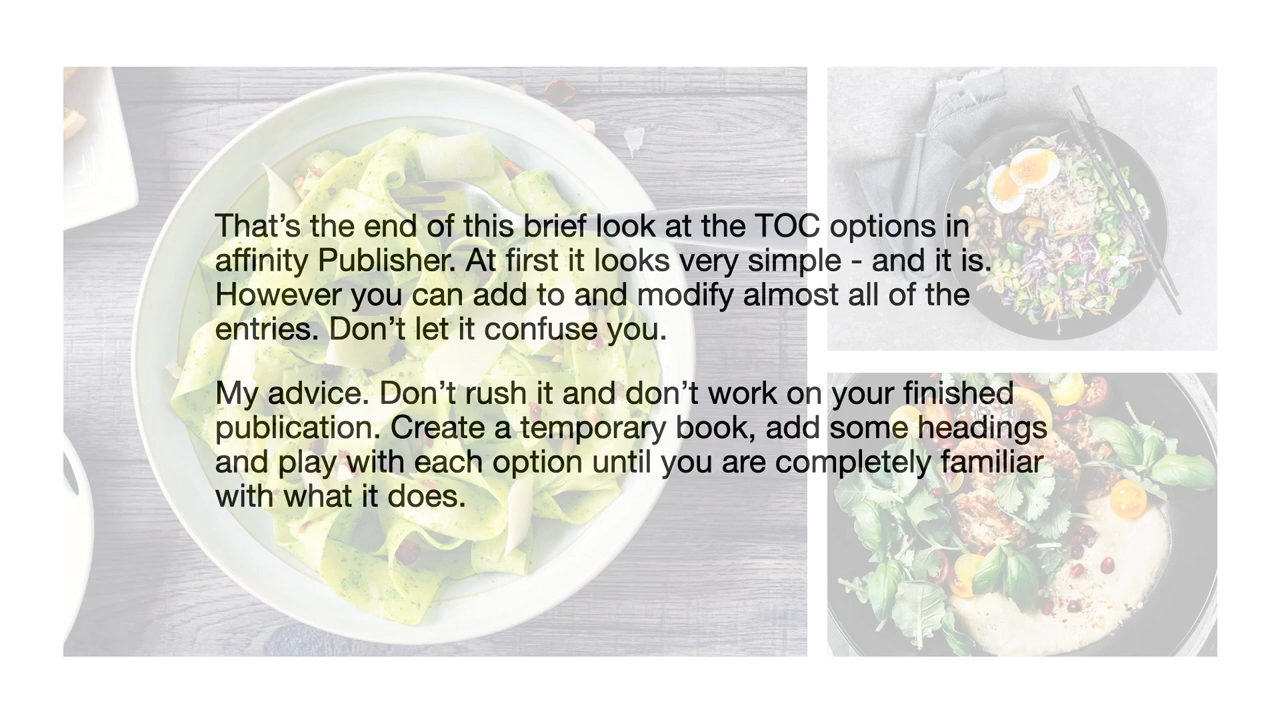 That’s the end of this brief look at the TOC options in
affinity Publisher. At first it looks very simple - and it is.
However you can add to and modify almost all of the
entries. Don’t let it confuse you.
My advice. Don’t rush it and don’t work on your finished
publication. Create a temporary book, add some headings
and play with each option until you are completely familiar
with what it does.